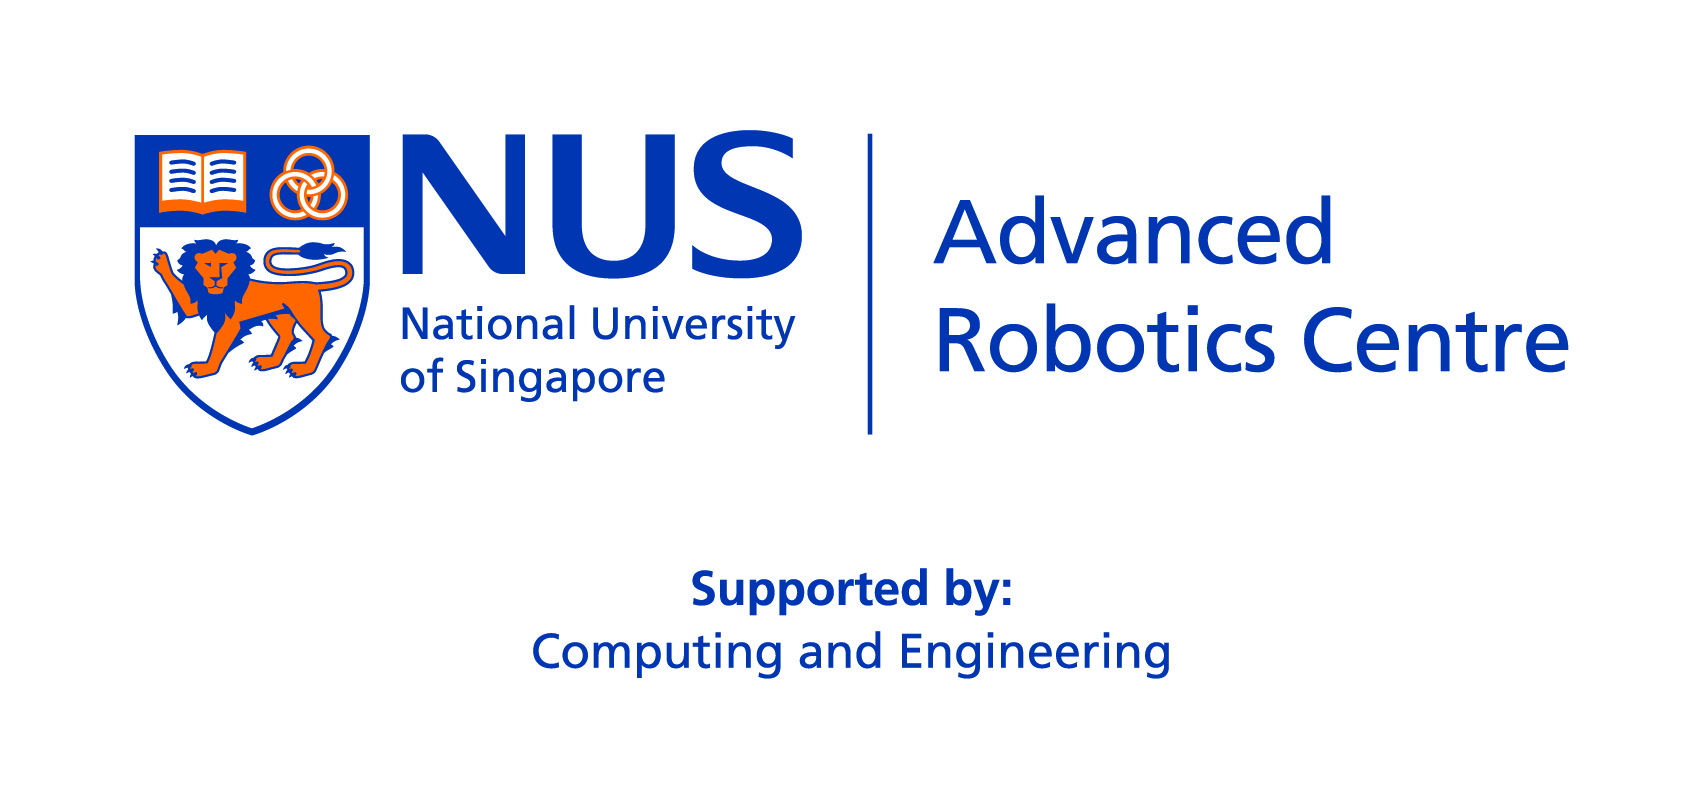 NUS
National University
of Singapore
Advanced
Robotics Centre
Supported by:
Computing and Engineering